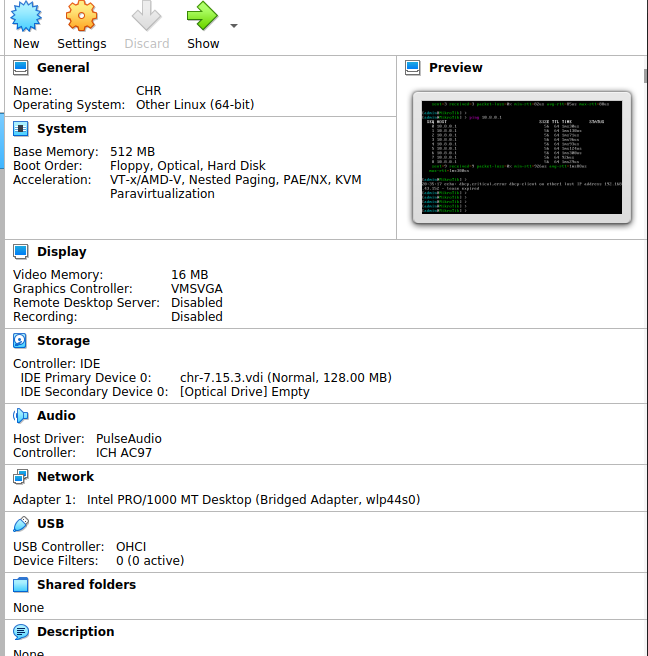 New Settings Discard Show
General
Name: CHR
Operating System: Other Linux (64-bit)
System
Base Memory: 512 MB
Boot Order: Floppy, Optical, Hard Disk
Acceleration: VT-x/AMD-V, Nested Paging, PAE/NX, KVM
Paravirtualization
Preview
Display
Video Memory: 16 MB
Graphics Controller: VMSVGA
Remote Desktop Server: Disabled
Recording: Disabled
Storage
Controller: IDE
IDE Primary Device 0: chr-7.15.3.vdi (Normal, 128.00 MB)
IDE Secondary Device 0: [Optical Drive] Empty
Audio
Host Driver: PulseAudio
Controller: ICH AC97
Network
Adapter 1: Intel PRO/1000 MT Desktop (Bridged Adapter, wlp44s0)
USB
USB Controller: OHCI
Device Filters: 0 (0 active)
Shared folders
None
Description
None